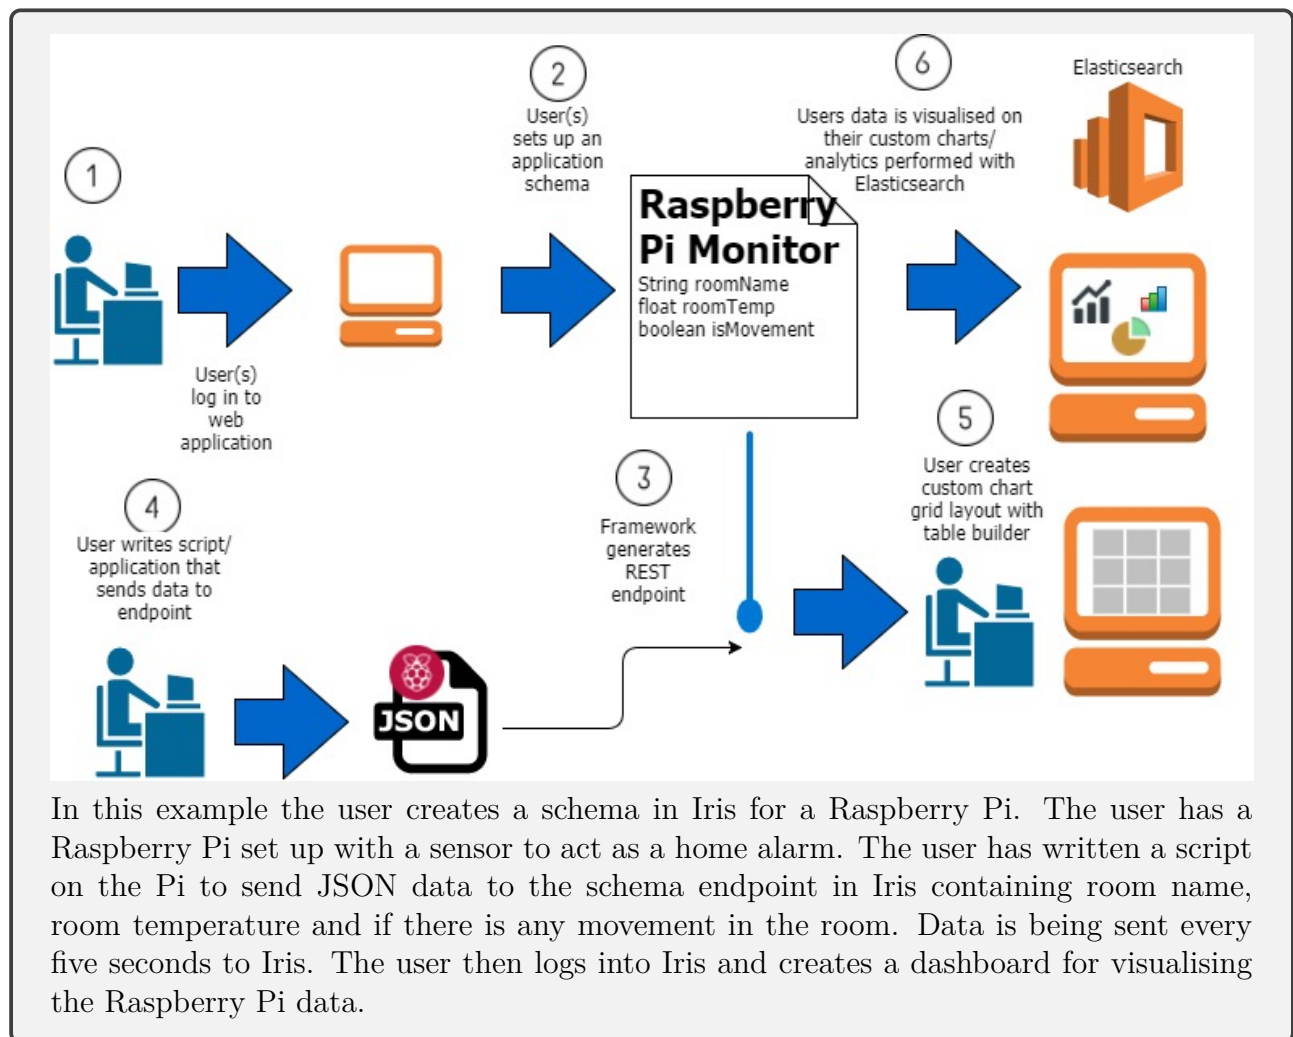 1
User(s)
log in to
web
application
2
User(s)
sets up an
application
schema
Raspberry
Pi Monitor
String roomName
float roomTemp
boolean isMovement
3
Framework
generates
REST
endpoint
4
User writes script/
application that
sends data to
endpoint
JSON
5
User creates
custom chart
grid layout with
table builder
6
Users data is visualised on
their custom charts/
analytics performed with
Elasticsearch
Elasticsearch
In this example the user creates a schema in Iris for a Raspberry Pi. The user has a
Raspberry Pi set up with a sensor to act as a home alarm. The user has written a script
on the Pi to send JSON data to the schema endpoint in Iris containing room name,
room temperature and if there is any movement in the room. Data is being sent every
five seconds to Iris. The user then logs into Iris and creates a dashboard for visualising
the Raspberry Pi data.